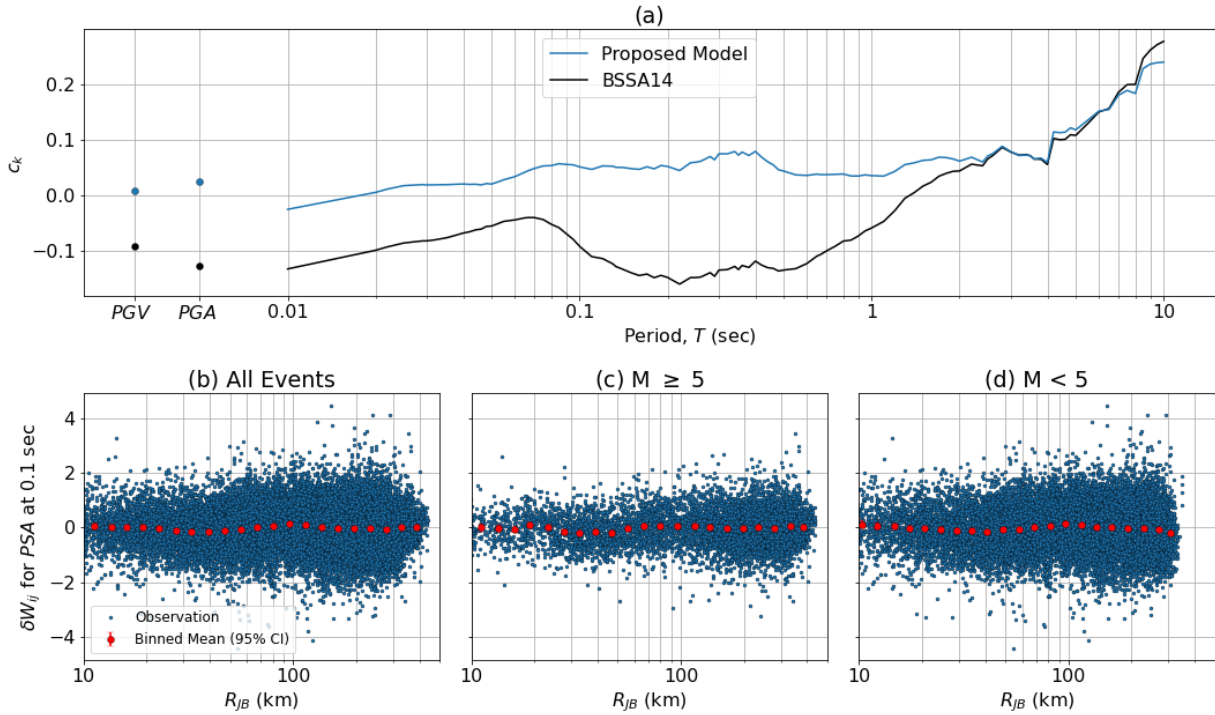 (a)
Proposed Model
BSSA14
0.2
0.1
0.0
−0.1
c_k
PGV PGA 0.01 0.1 1 10
Period, T (sec)
(b) All Events
(c) M ≥ 5
(d) M < 5
4
2
0
−2
−4
δW_ij for PSA at 0.1 sec
Observation
Binned Mean (95% CI)
10 100
10 100
10 100
R_JB (km)
R_JB (km)
R_JB (km)